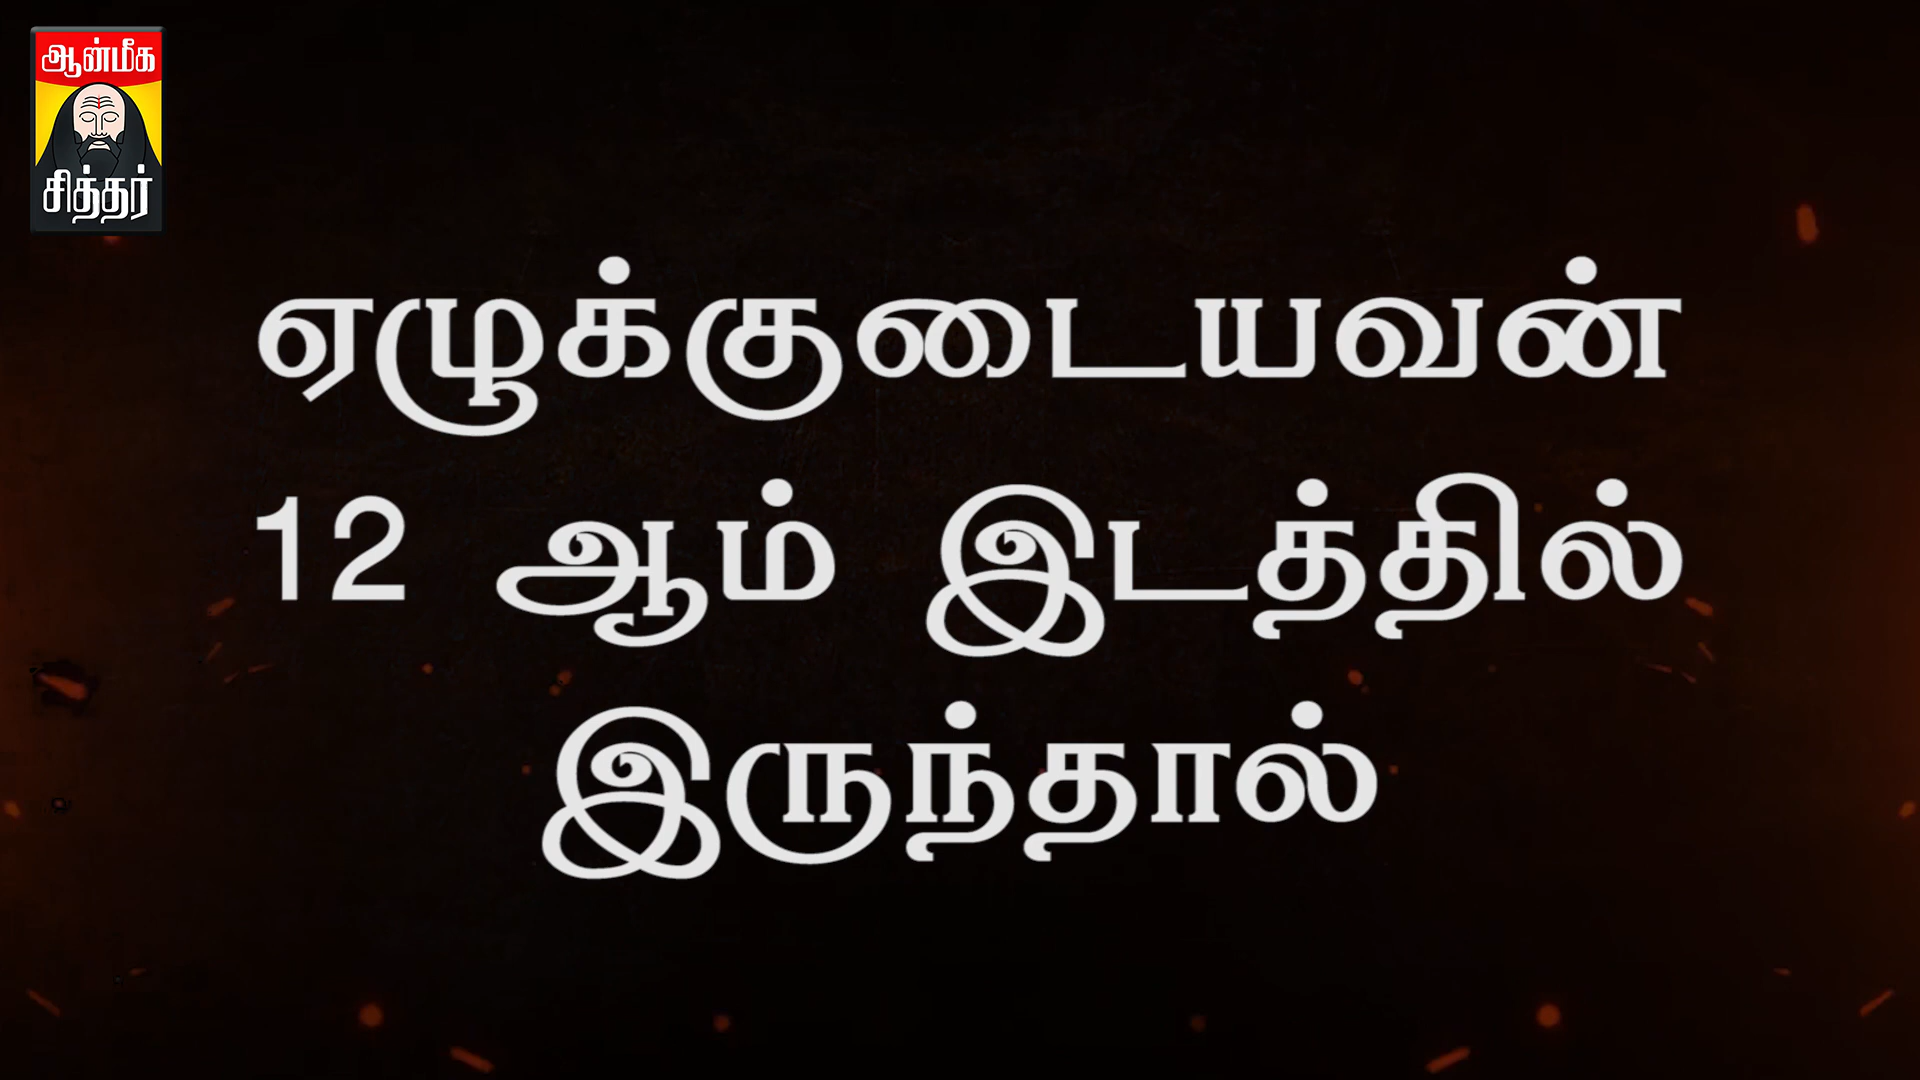 ஆன்மீக
சித்தர்
ஏழுக்குடையவன்
12 ஆம் இடத்தில்
இருந்தால்